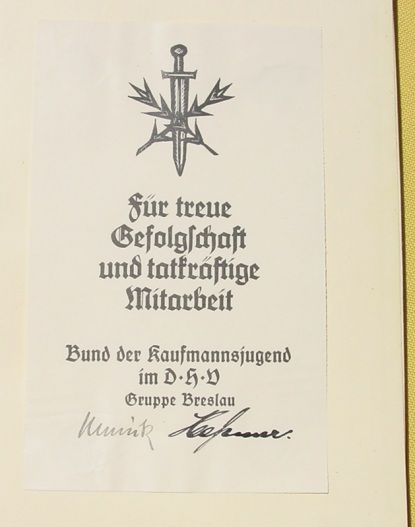 Für treue
Gefolgschaft
und tatkräftige
Mitarbeit
Bund der Kaufmannsjugend
im D·H·V
Gruppe Breslau